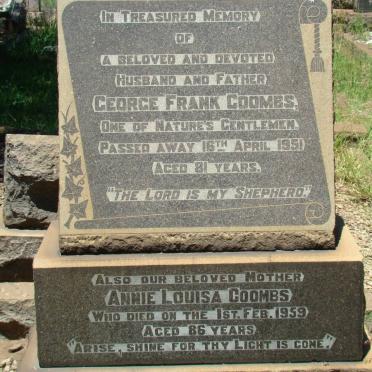 In Treasured Memory
of
a beloved and devoted
Husband and Father
George Frank Coombs,
One of Nature's Gentlemen.
Passed away 16th April 1951
Aged 81 years.
"The Lord is my Shepherd."
Also our beloved Mother
Annie Louisa Coombs
Who died on the 1st. Feb. 1959
Aged 86 years.
"Arise, shine for thy Light is come"